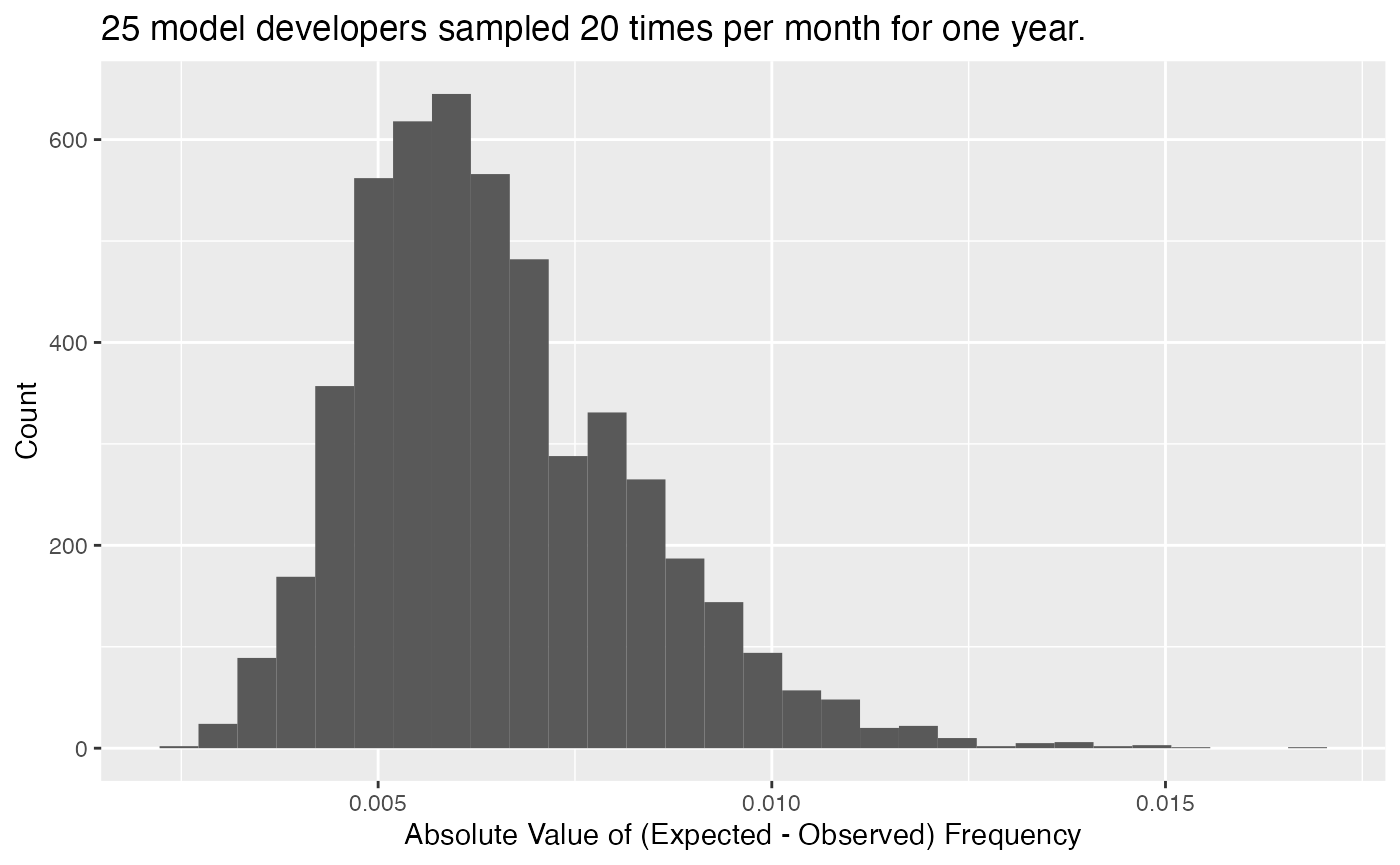 25 model developers sampled 20 times per month for one year.
600
400
200
0
Count
0.005
0.010
0.015
Absolute Value of (Expected - Observed) Frequency